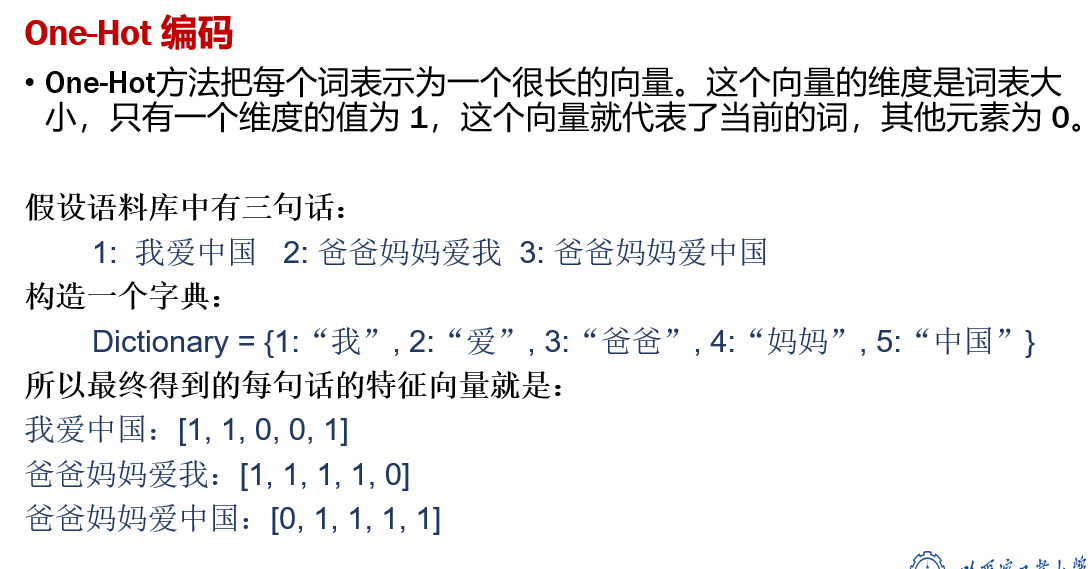 One-Hot 编码
• One-Hot方法把每个词表示为一个很长的向量。这个向量的维度是词表大
小，只有一个维度的值为 1，这个向量就代表了当前的词，其他元素为 0。
假设语料库中有三句话：
1: 我爱中国 2: 爸爸妈妈爱我 3: 爸爸妈妈爱中国
构造一个字典：
Dictionary = {1:“我”, 2:“爱”, 3:“爸爸”, 4:“妈妈”, 5:“中国”}
所以最终得到的每句话的特征向量就是：
我爱中国：[1, 1, 0, 0, 1]
爸爸妈妈爱我：[1, 1, 1, 1, 0]
爸爸妈妈爱中国：[0, 1, 1, 1, 1]